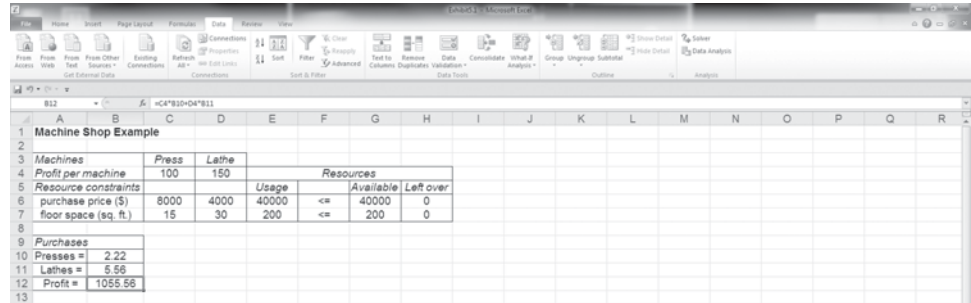 Exhibit5.1 - Microsoft Excel
File Home Insert Page Layout Formulas Data Review View
From Access From Web From Text From Other Sources Existing Connections Refresh All Connections Properties Edit Links Sort Filter Clear Reapply Advanced Text to Columns Remove Duplicates Data Validation Consolidate What-If Analysis Group Ungroup Subtotal Show Detail Hide Detail Solver Data Analysis
Get External Data Connections Sort & Filter Data Tools Outline Analysis
B12 fx =C4*B10+D4*B11
A B C D E F G H I J K L M N O P Q R
1 Machine Shop Example
2
3 Machines Press Lathe
4 Profit per machine 100 150 Resources
5 Resource constraints Usage Available Left over
6 purchase price ($) 8000 4000 40000 <= 40000 0
7 floor space (sq. ft.) 15 30 200 <= 200 0
8
9 Purchases
10 Presses = 2.22
11 Lathes = 5.56
12 Profit = 1055.56
13